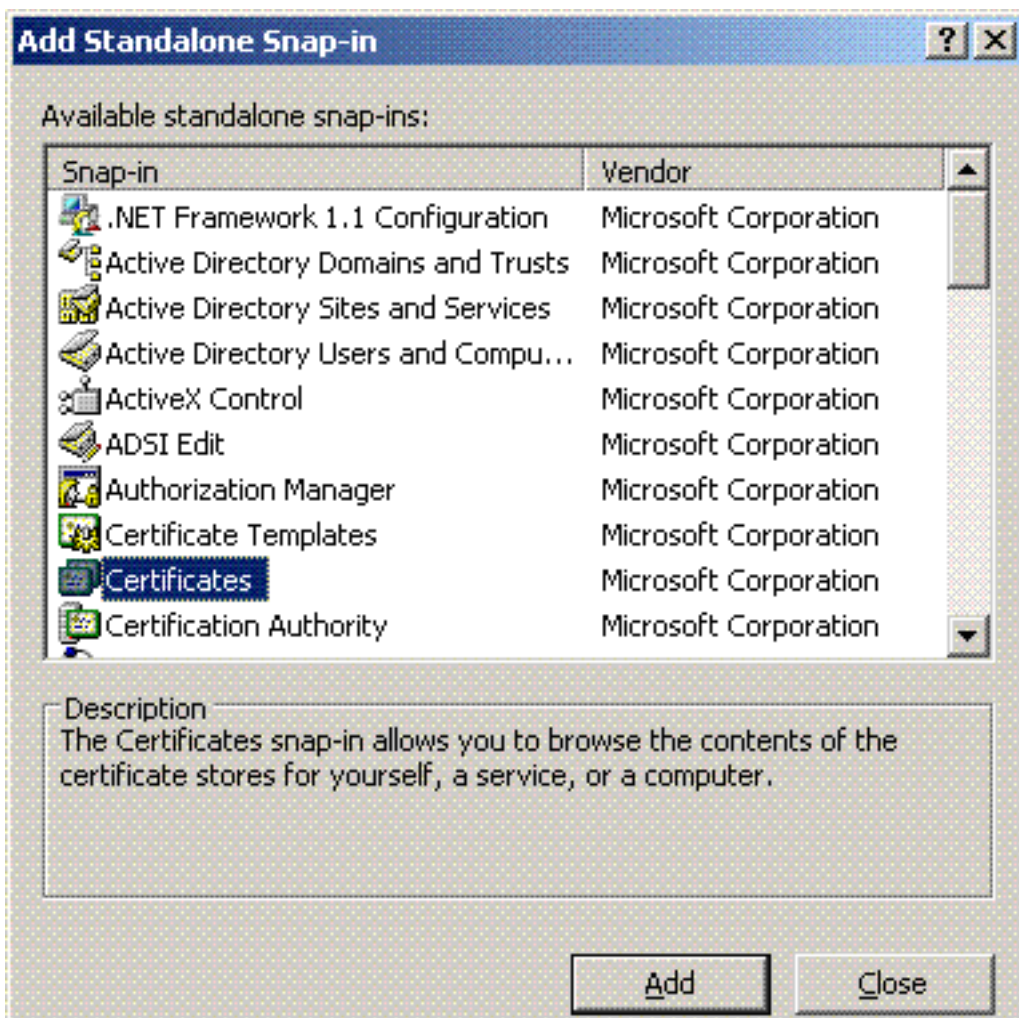 Add Standalone Snap-in
Available standalone snap-ins:
Snap-in Vendor
.NET Framework 1.1 Configuration Microsoft Corporation
Active Directory Domains and Trusts Microsoft Corporation
Active Directory Sites and Services Microsoft Corporation
Active Directory Users and Compu... Microsoft Corporation
ActiveX Control Microsoft Corporation
ADSI Edit Microsoft Corporation
Authorization Manager Microsoft Corporation
Certificate Templates Microsoft Corporation
Certificates Microsoft Corporation
Certification Authority Microsoft Corporation
Description
The Certificates snap-in allows you to browse the contents of the
certificate stores for yourself, a service, or a computer.
Add Close